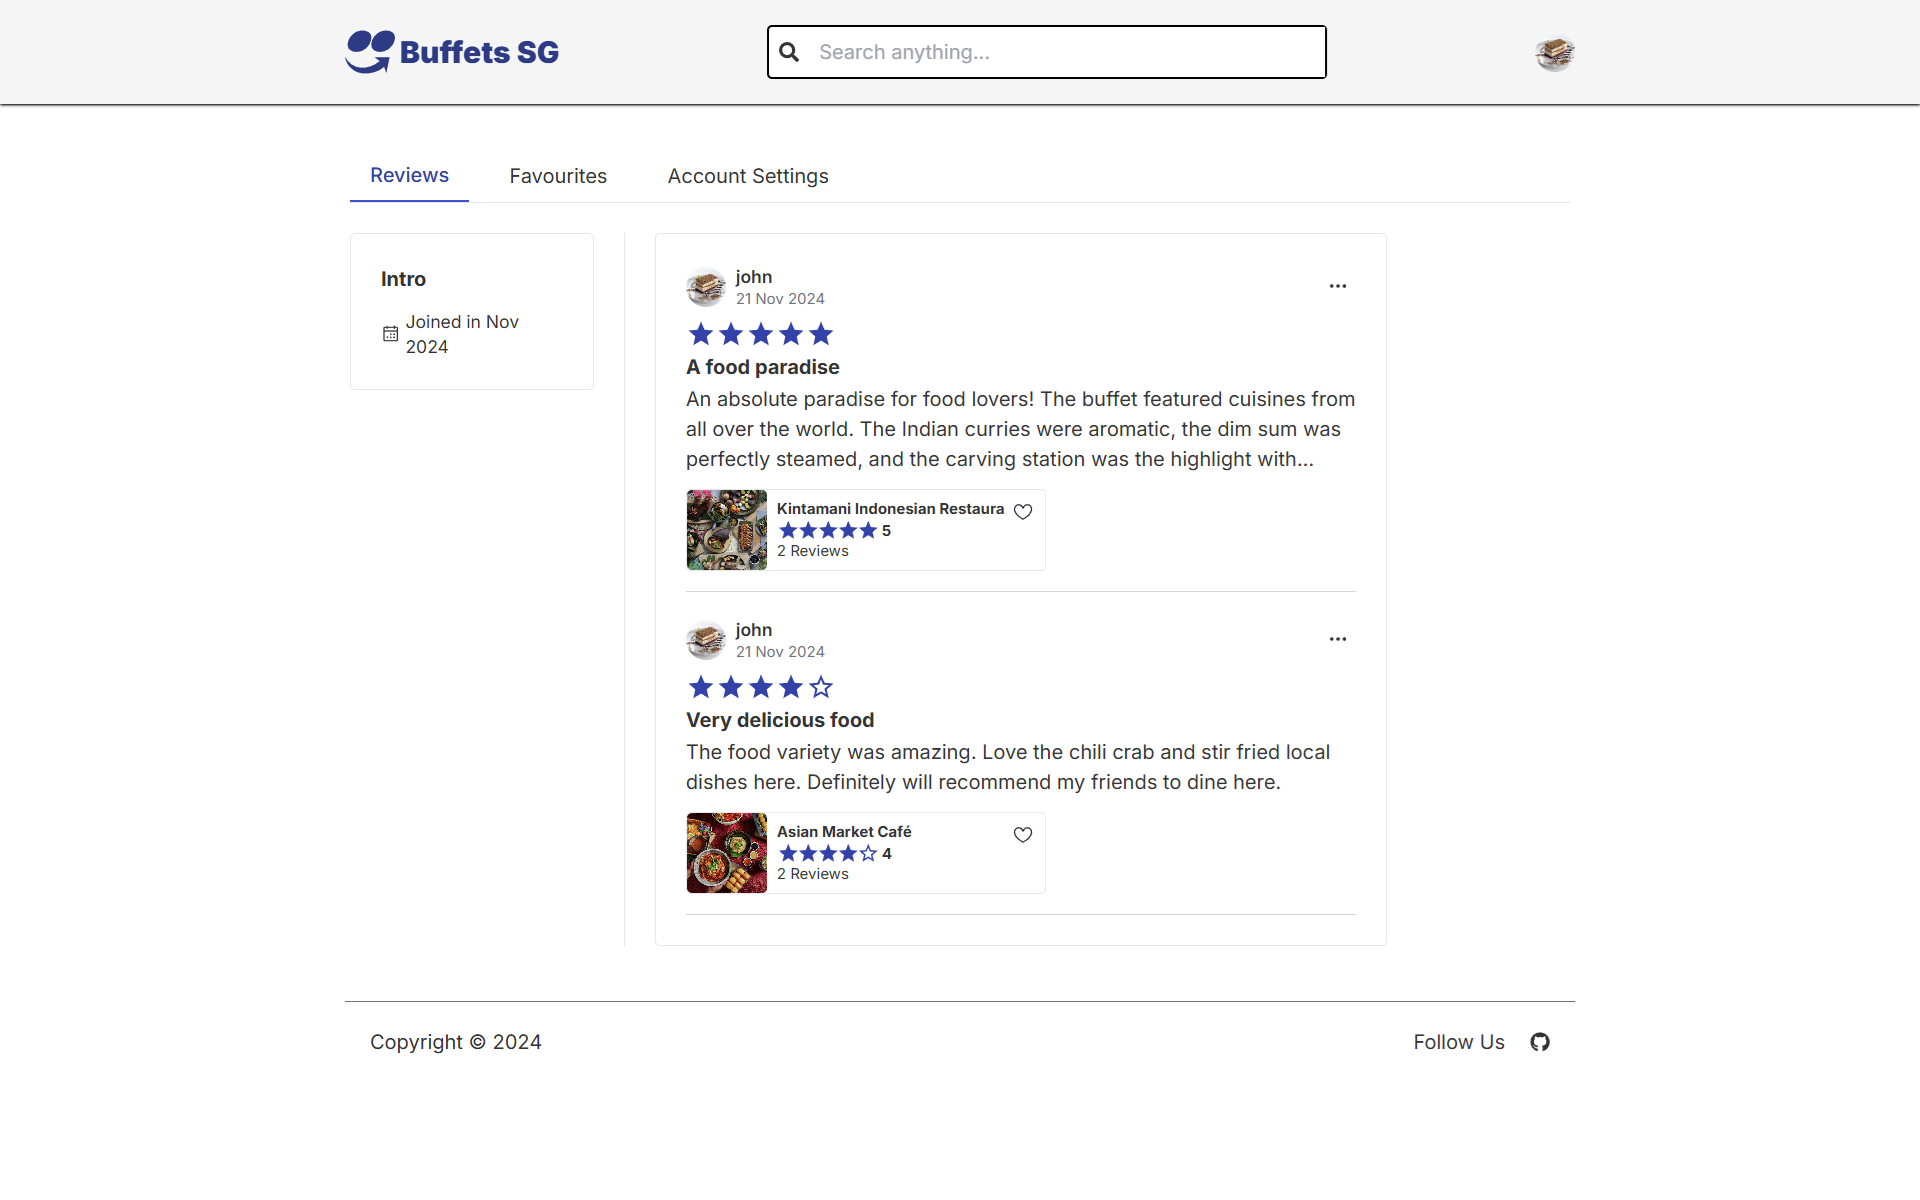 Buffets SG
Search anything...
Reviews
Favourites
Account Settings
Intro
Joined in Nov
2024
john
21 Nov 2024
A food paradise
An absolute paradise for food lovers! The buffet featured cuisines from
all over the world. The Indian curries were aromatic, the dim sum was
perfectly steamed, and the carving station was the highlight with...
Kintamani Indonesian Restaura
5
2 Reviews
john
21 Nov 2024
Very delicious food
The food variety was amazing. Love the chili crab and stir fried local
dishes here. Definitely will recommend my friends to dine here.
Asian Market Café
4
2 Reviews
Copyright © 2024
Follow Us